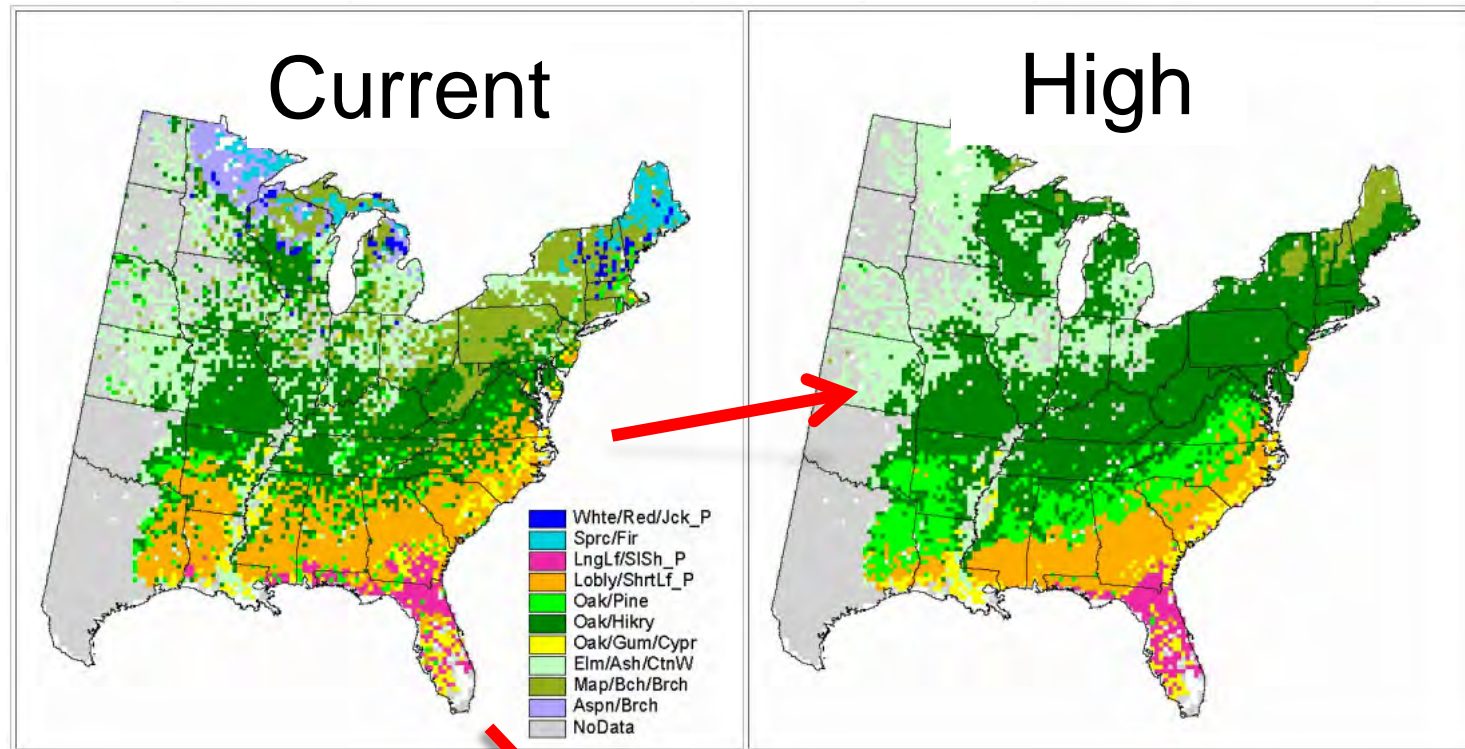 Current
High
Whte/Red/Jck_P
Sprc/Fir
LngLf/SlSh_P
Lobly/ShrtLf_P
Oak/Pine
Oak/Hikry
Oak/Gum/Cypr
Elm/Ash/CtnW
Map/Bch/Brch
Aspn/Brch
NoData